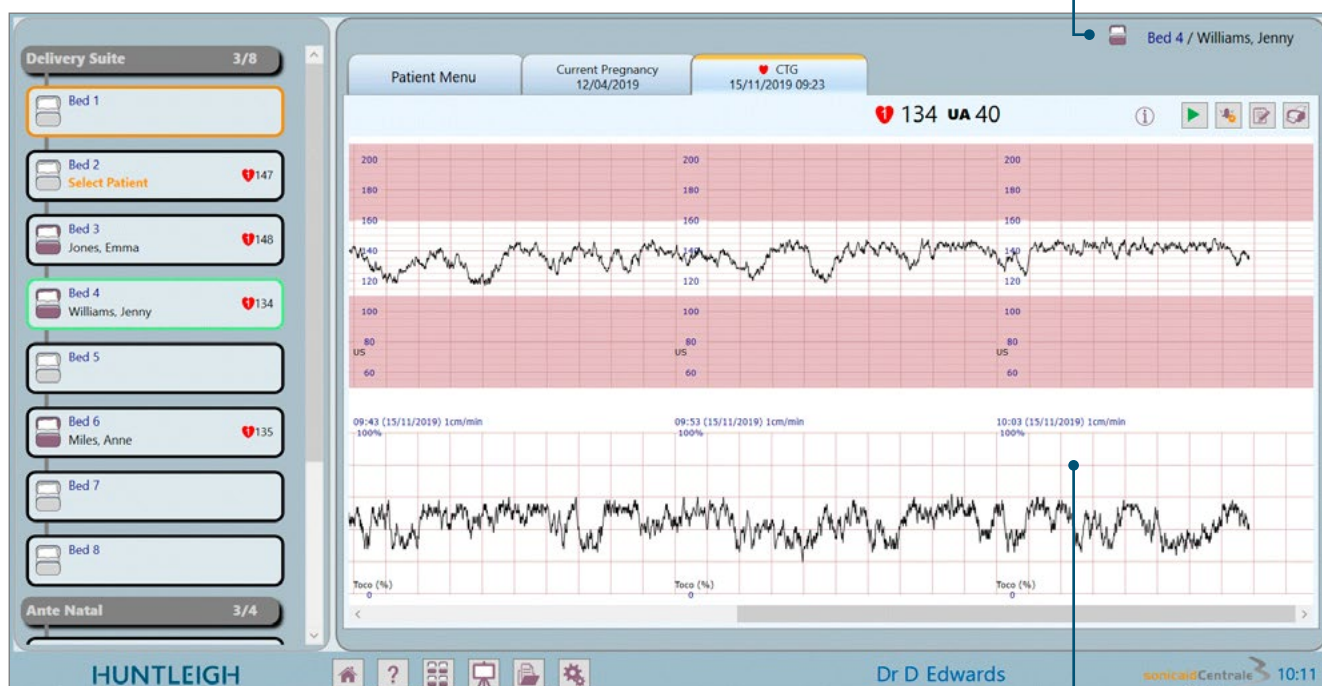 Bed 4 / Williams, Jenny
Delivery Suite 3/8
Bed 1
Bed 2
Select Patient
147
Bed 3
Jones, Emma
148
Bed 4
Williams, Jenny
134
Bed 5
Bed 6
Miles, Anne
135
Bed 7
Bed 8
Ante Natal 3/4
Patient Menu
Current Pregnancy
12/04/2019
CTG
15/11/2019 09:23
1 134 UA 40
200 200 200
180 180 180
160 160 160
140 140 140
120 120 120
100 100 100
80 80 80
US US US
60 60 60
09:43 (15/11/2019) 1cm/min 09:53 (15/11/2019) 1cm/min 10:03 (15/11/2019) 1cm/min
100% 100% 100%
Toco (%) Toco (%) Toco (%)
0 0 0
HUNTLEIGH
?
Dr D Edwards
sonicaidCentrale 3 10:11